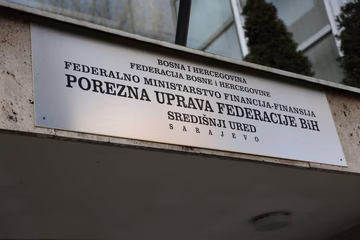 BOSNA I HERCEGOVINA
FEDERACIJA BOSNE I HERCEGOVINE
FEDERALNO MINISTARSTVO FINANCIJA-FINANSIJA
POREZNA UPRAVA FEDERACIJE BiH
SREDIŠNJI URED
SARAJEVO